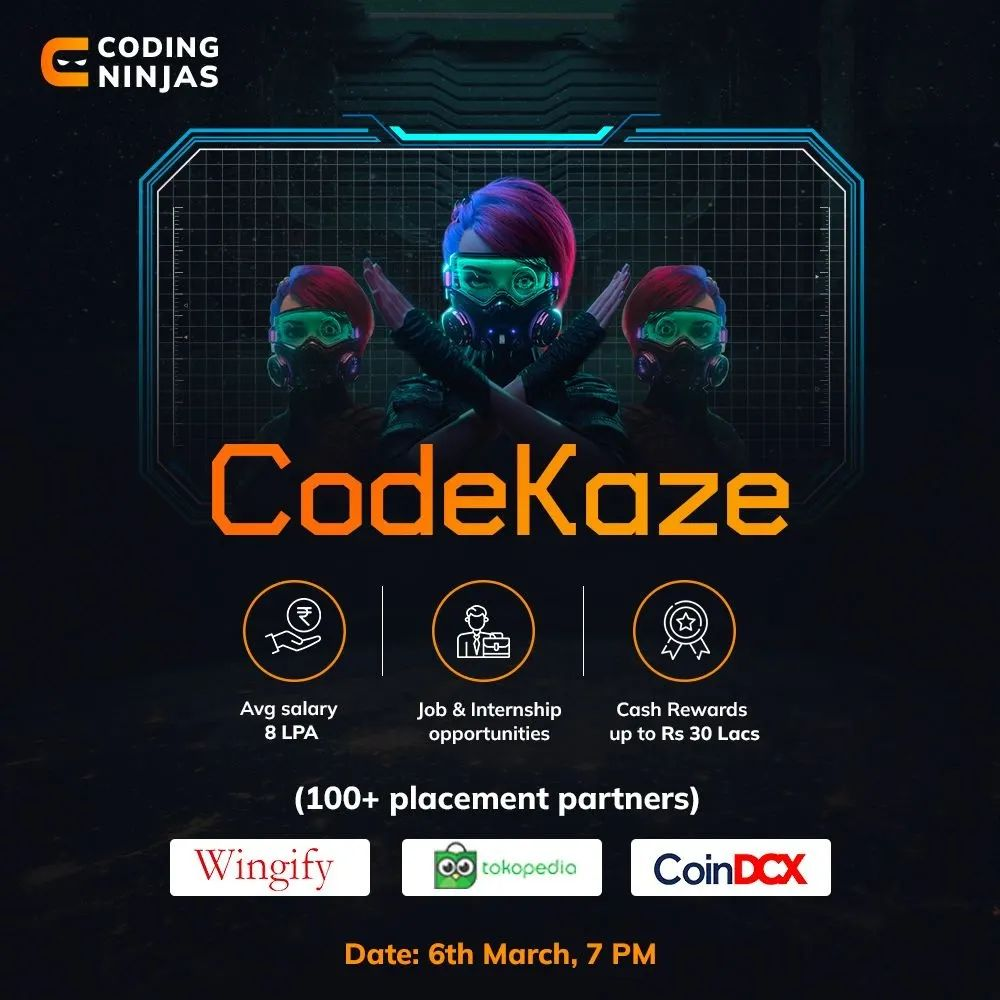 CODING
NINJAS
CodeKaze
₹
Avg salary
8 LPA
Job & Internship
opportunities
Cash Rewards
up to Rs 30 Lacs
(100+ placement partners)
Wingify
tokopedia
CoinDCX
Date: 6th March, 7 PM